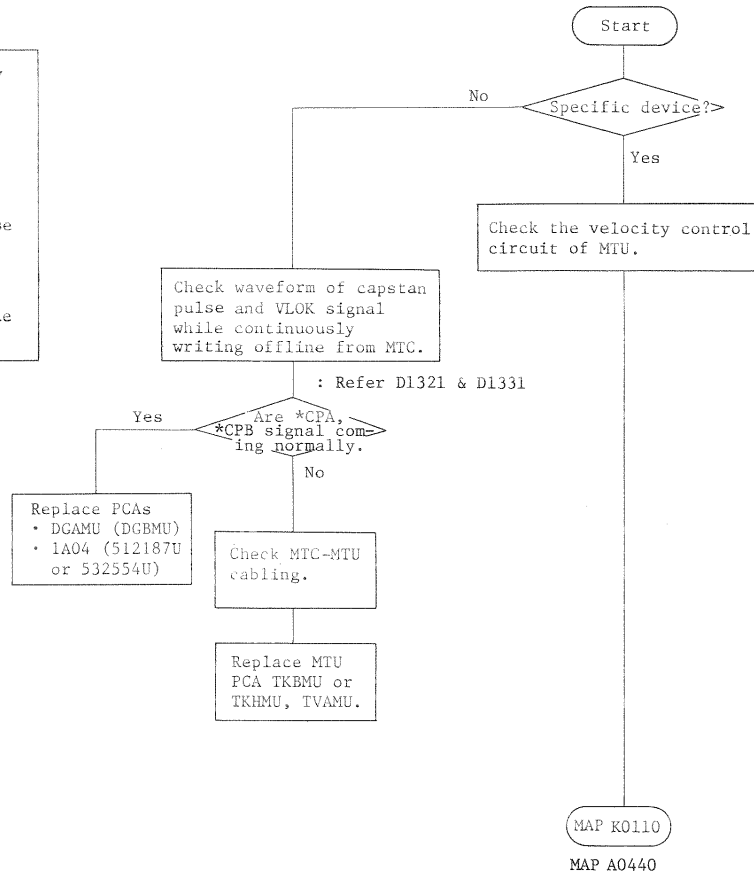 Start
No
Specific device?
Yes
se
Check the velocity control
circuit of MTU.
Check waveform of capstan
pulse and VLOK signal
while continuously
writing offline from MTC.
: Refer D1321 & D1331
Yes
Are *CPA,
*CPB signal com-
ing normally.
No
Replace PCAs
• DGAMU (DGBMU)
• 1A04 (512187U
or 532554U)
Check MTC-MTU
cabling.
Replace MTU
PCA TKBMU or
TKHMU, TVAMU.
MAP K0110
MAP A0440